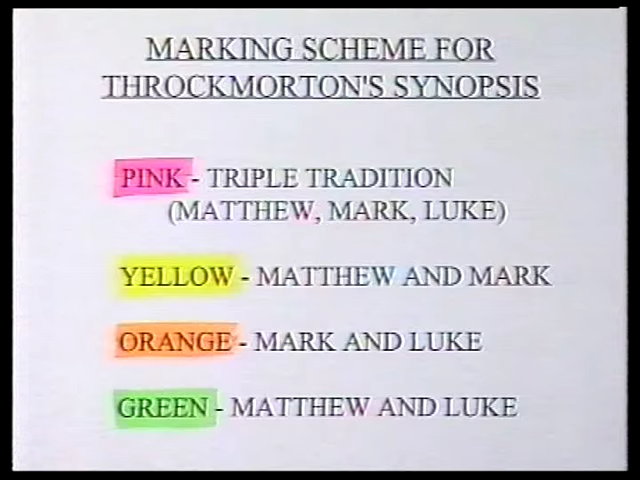 MARKING SCHEME FOR
THROCKMORTON'S SYNOPSIS
PINK - TRIPLE TRADITION
(MATTHEW, MARK, LUKE)
YELLOW - MATTHEW AND MARK
ORANGE - MARK AND LUKE
GREEN - MATTHEW AND LUKE